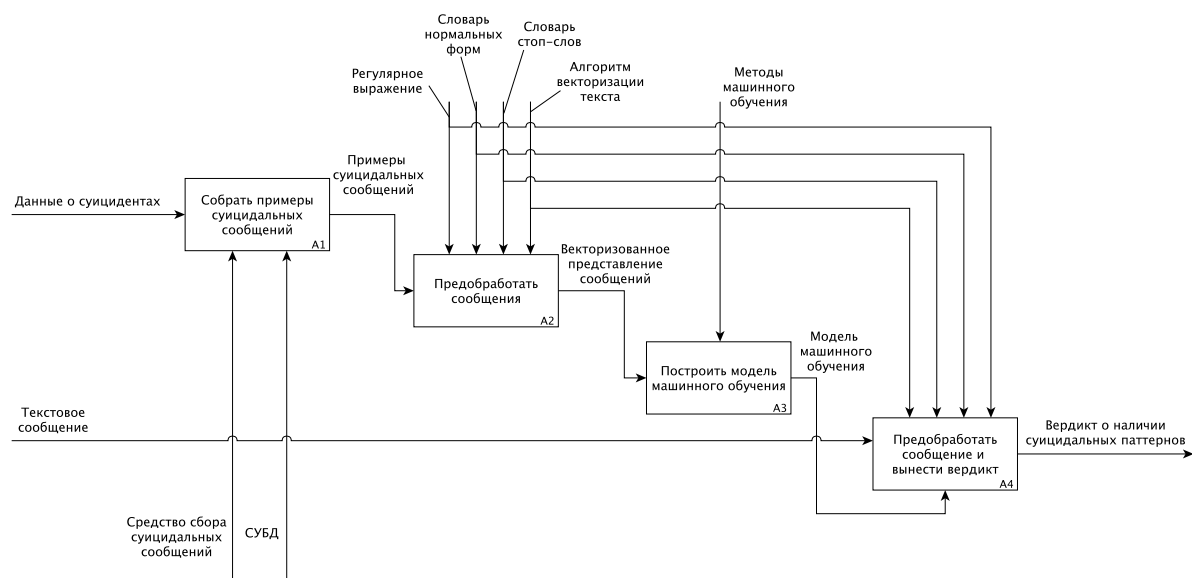 Словарь
нормальных
форм
Словарь
стоп-слов
Регулярное
выражение
Алгоритм
векторизации
текста
Методы
машинного
обучения
Примеры
суицидальных
сообщений
Данные о суицидентах
Собрать примеры
суицидальных
сообщений
A1
Векторизованное
представление
сообщений
Предобработать
сообщения
A2
Модель
машинного
обучения
Построить модель
машинного обучения
A3
Текстовое
сообщение
Предобработать
сообщение и
вынести вердикт
A4
Вердикт о наличии
суицидальных паттернов
Средство сбора
суицидальных
сообщений
СУБД